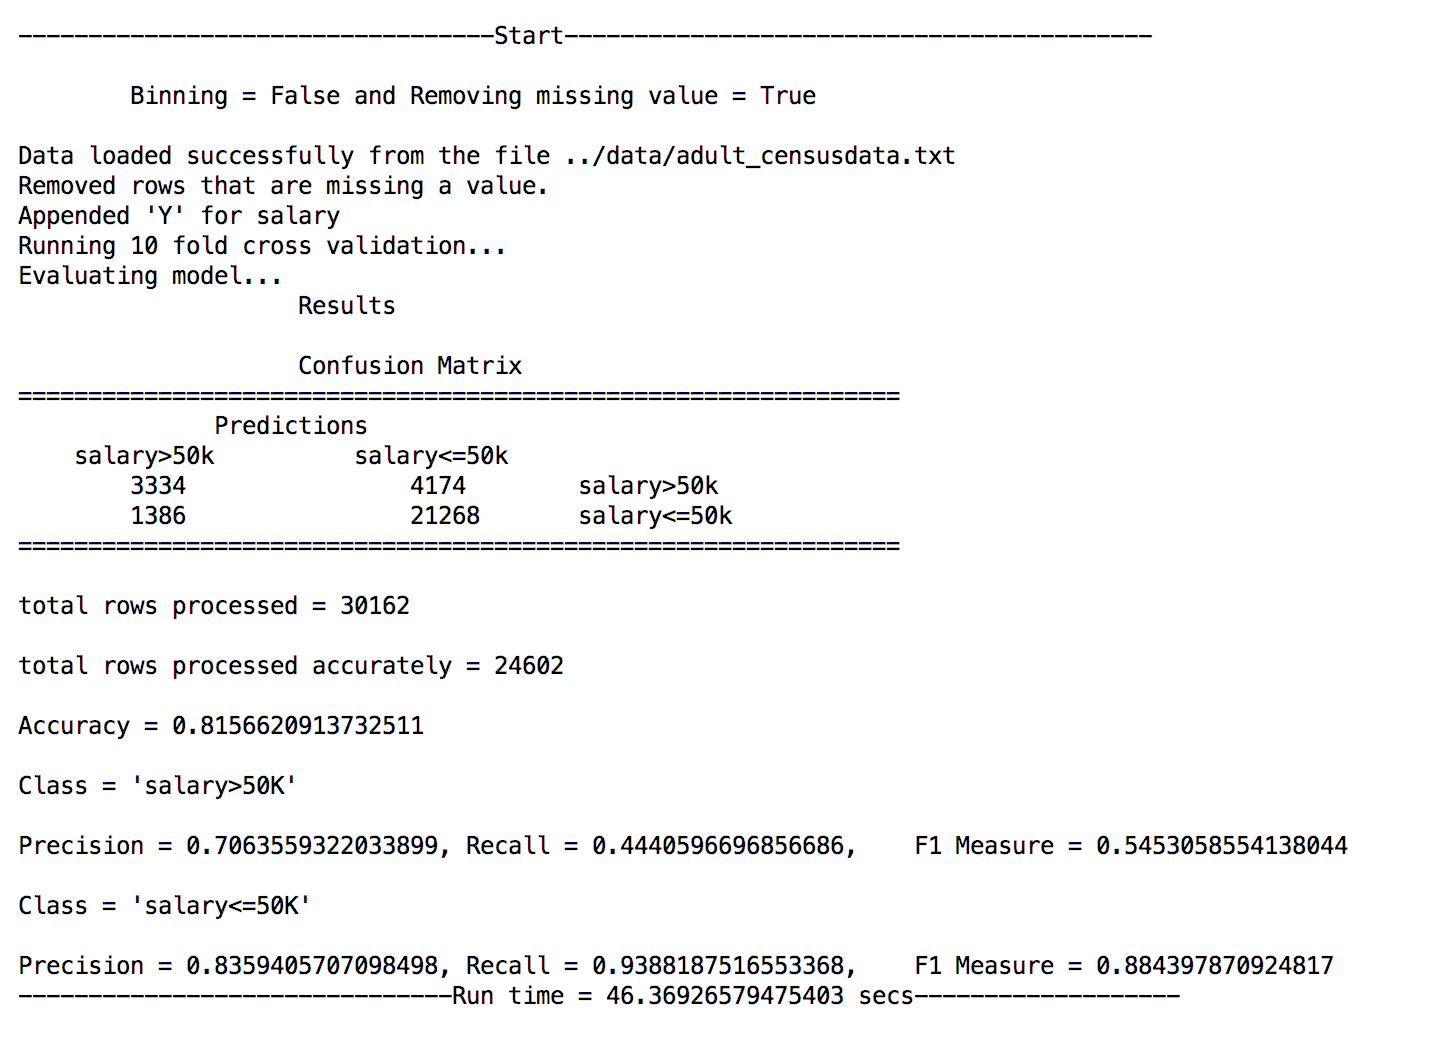 ----------------------------------Start------------------------------------------
Binning = False and Removing missing value = True
Data loaded successfully from the file ../data/adult_censusdata.txt
Removed rows that are missing a value.
Appended 'Y' for salary
Running 10 fold cross validation...
Evaluating model...
Results
Confusion Matrix
===============================================================
Predictions
salary>50k          salary<=50k
3334                4174        salary>50k
1386                21268       salary<=50k
===============================================================
total rows processed = 30162
total rows processed accurately = 24602
Accuracy = 0.8156620913732511
Class = 'salary>50K'
Precision = 0.7063559322033899, Recall = 0.4440596696856686,    F1 Measure = 0.5453058554138044
Class = 'salary<=50K'
Precision = 0.8359405707098498, Recall = 0.9388187516553368,    F1 Measure = 0.884397870924817
-------------------------------Run time = 46.36926579475403 secs-------------------